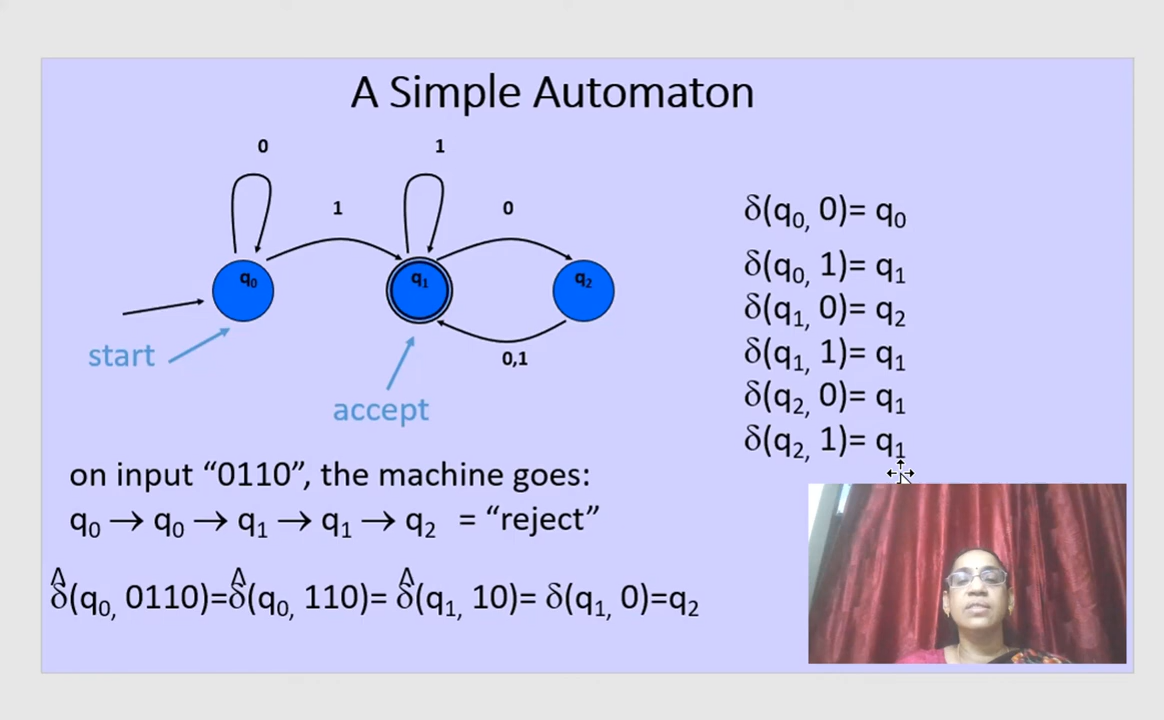 A Simple Automaton
0
1
1
0
q₀
q₁
q₂
0,1
start
accept
δ(q₀, 0)= q₀
δ(q₀, 1)= q₁
δ(q₁, 0)= q₂
δ(q₁, 1)= q₁
δ(q₂, 0)= q₁
δ(q₂, 1)= q₁
on input “0110”, the machine goes:
q₀ → q₀ → q₁ → q₁ → q₂ = “reject”
δ̂(q₀, 0110)=δ̂(q₀, 110)= δ̂(q₁, 10)= δ(q₁, 0)=q₂